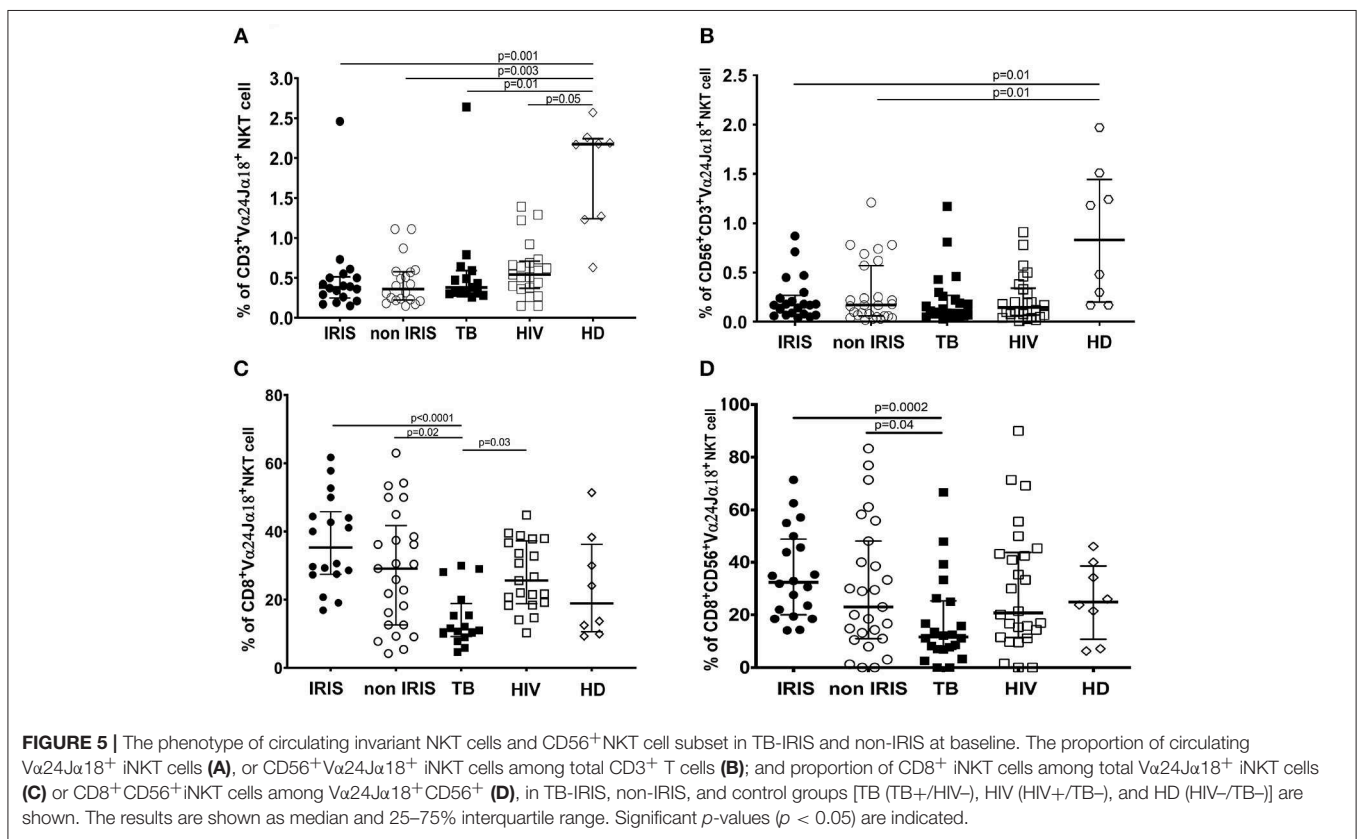 A
p=0.001
p=0.003
p=0.01
p=0.05
% of CD3+Vα24Jα18+ NKT cell
3.0
2.5
2.0
1.5
1.0
0.5
0.0
IRIS non IRIS TB HIV HD
B
p=0.01
p=0.01
% of CD56+CD3+Vα24Jα18+NKT cell
2.5
2.0
1.5
1.0
0.5
0.0
IRIS non IRIS TB HIV HD
C
p<0.0001
p=0.02
p=0.03
% of CD8+Vα24Jα18+NKT cell
80
60
40
20
0
IRIS non IRIS TB HIV HD
D
p=0.0002
p=0.04
% of CD8+CD56+Vα24Jα18+NKT cell
100
80
60
40
20
0
IRIS non IRIS TB HIV HD
FIGURE 5 | The phenotype of circulating invariant NKT cells and CD56+NKT cell subset in TB-IRIS and non-IRIS at baseline. The proportion of circulating
Vα24Jα18+ iNKT cells (A), or CD56+Vα24Jα18+ iNKT cells among total CD3+ T cells (B); and proportion of CD8+ iNKT cells among total Vα24Jα18+ iNKT cells
(C) or CD8+CD56+iNKT cells among Vα24Jα18+CD56+ (D), in TB-IRIS, non-IRIS, and control groups [TB (TB+/HIV–), HIV (HIV+/TB–), and HD (HIV–/TB–)] are
shown. The results are shown as median and 25–75% interquartile range. Significant p-values (p < 0.05) are indicated.